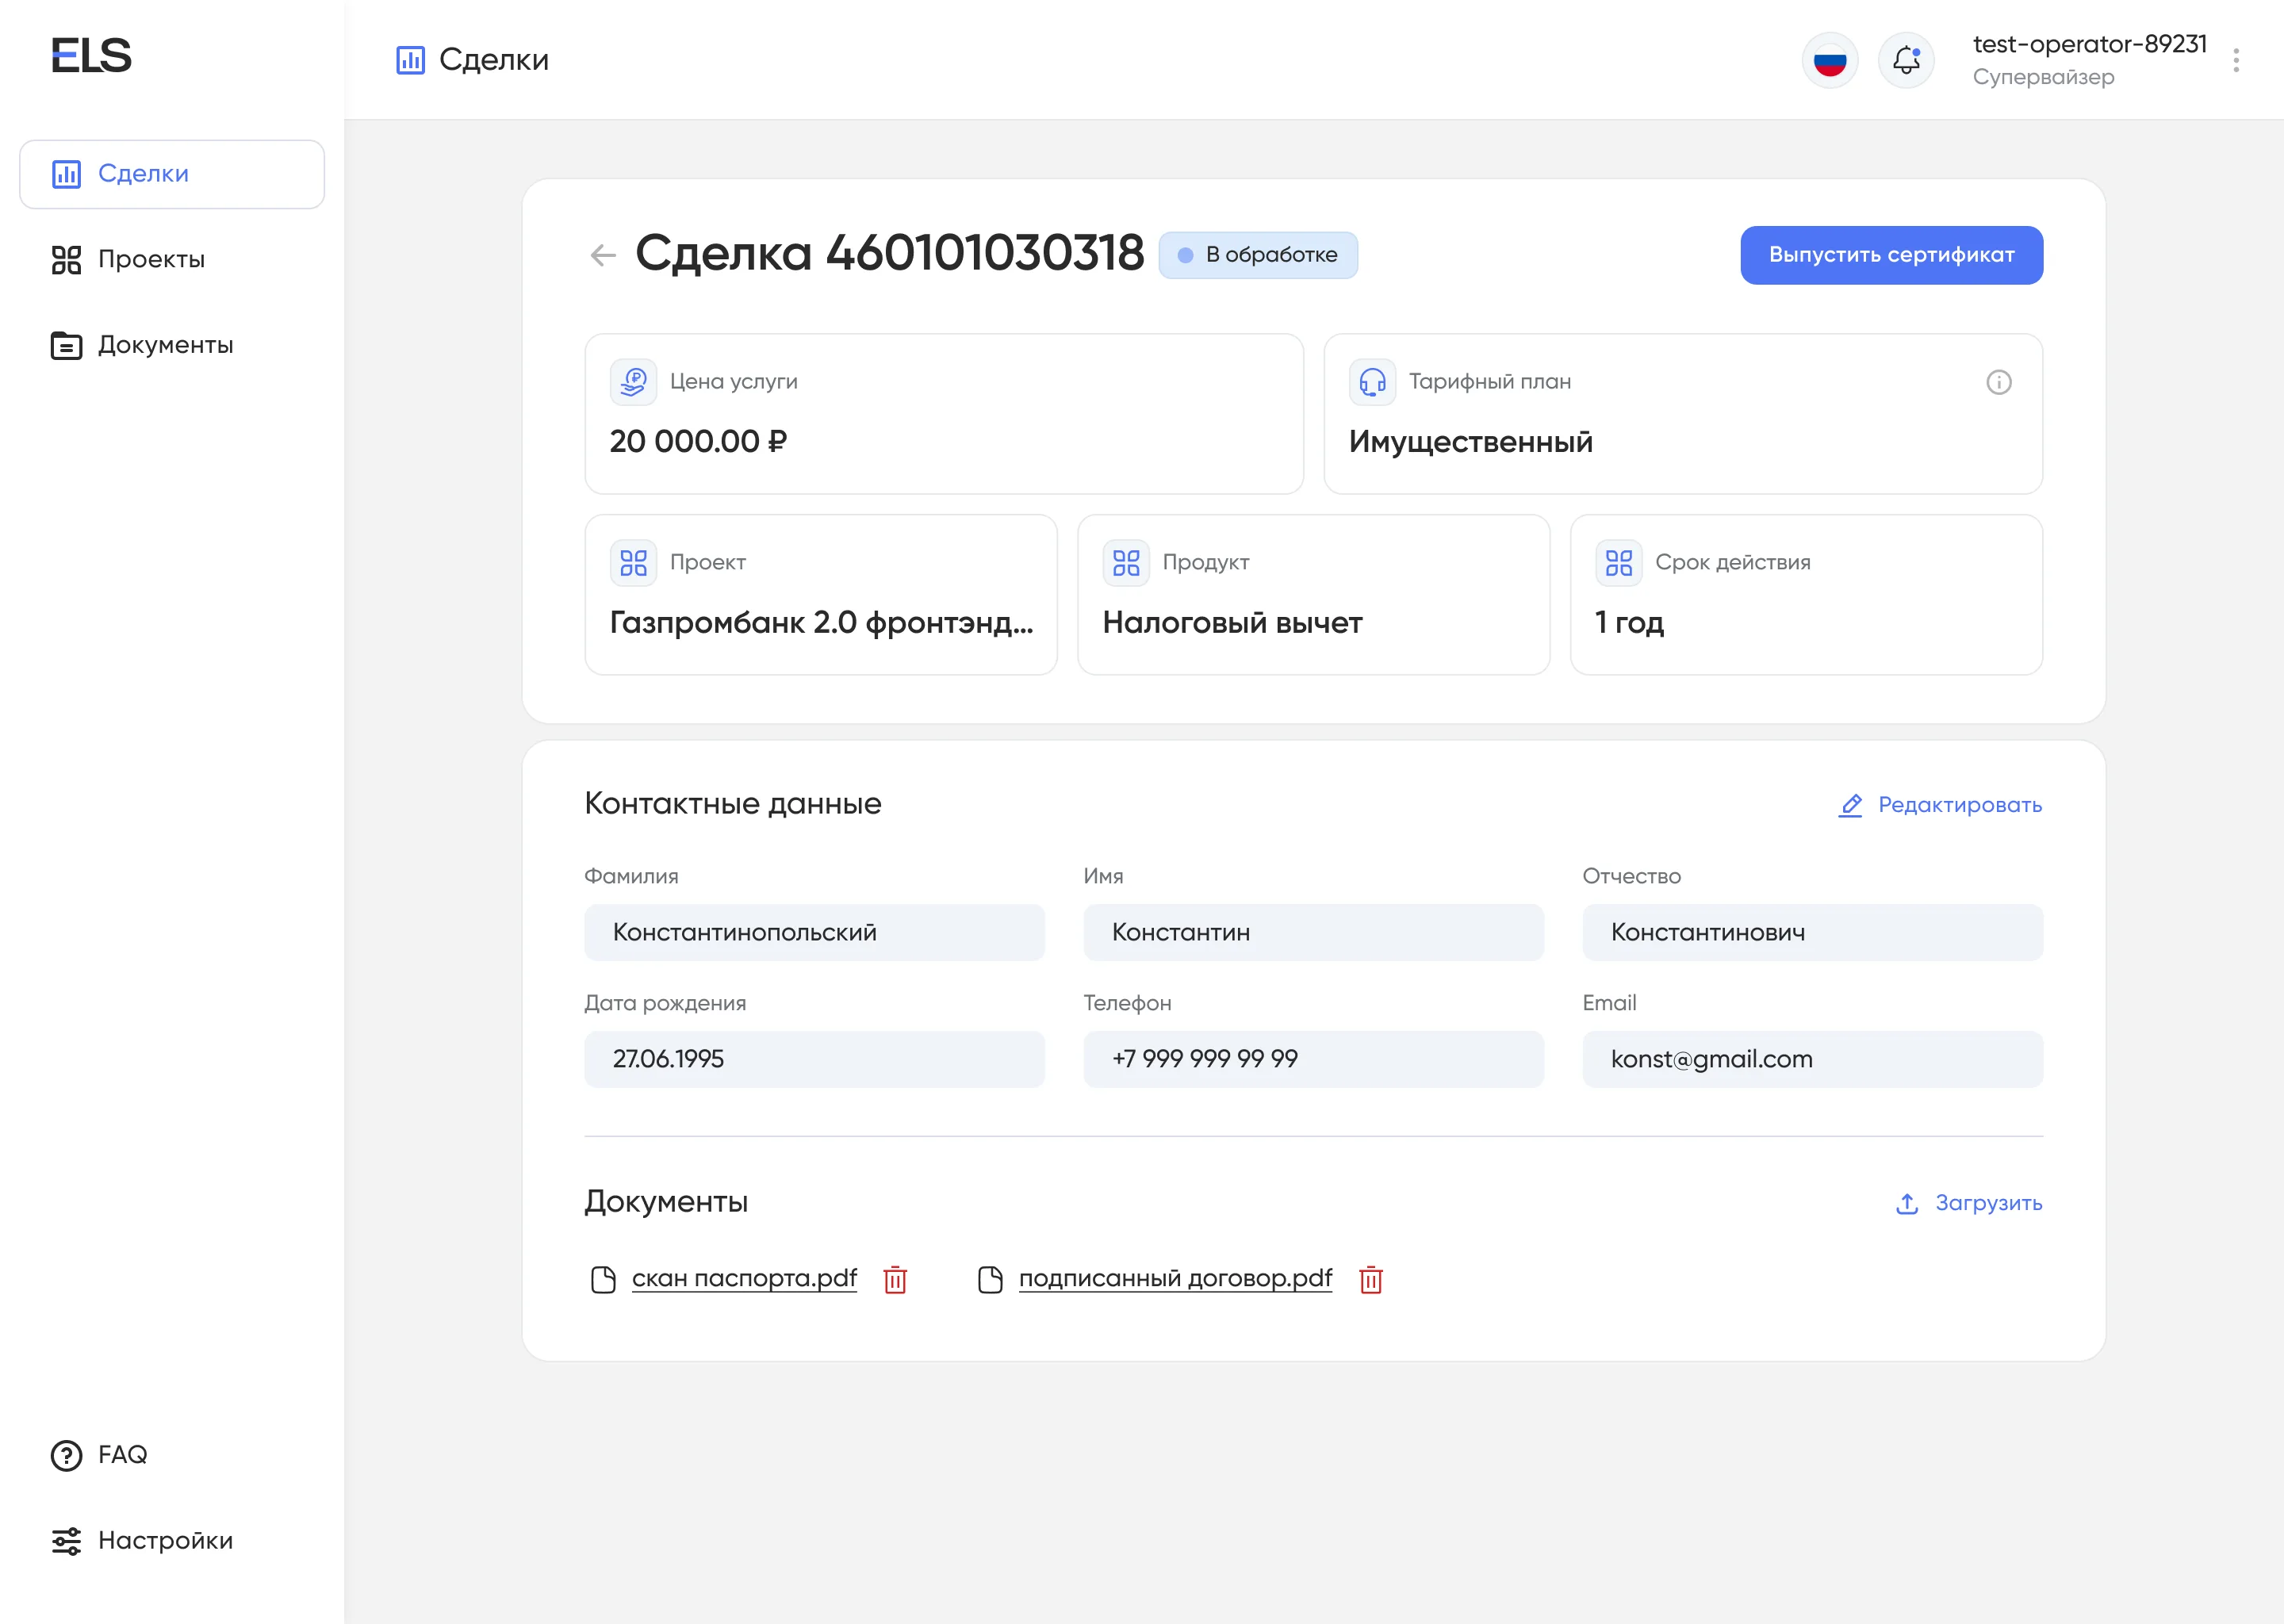 ELS
Сделки
Проекты
Документы
FAQ
Настройки
Сделки
test-operator-89231
Супервайзер
Сделка 460101030318
В обработке
Выпустить сертификат
Цена услуги
20 000.00 ₽
Тарифный план
Имущественный
Проект
Газпромбанк 2.0 фронтэнд...
Продукт
Налоговый вычет
Срок действия
1 год
Контактные данные
Редактировать
Фамилия
Константинопольский
Имя
Константин
Отчество
Константинович
Дата рождения
27.06.1995
Телефон
+7 999 999 99 99
Email
konst@gmail.com
Документы
Загрузить
скан паспорта.pdf
подписанный договор.pdf